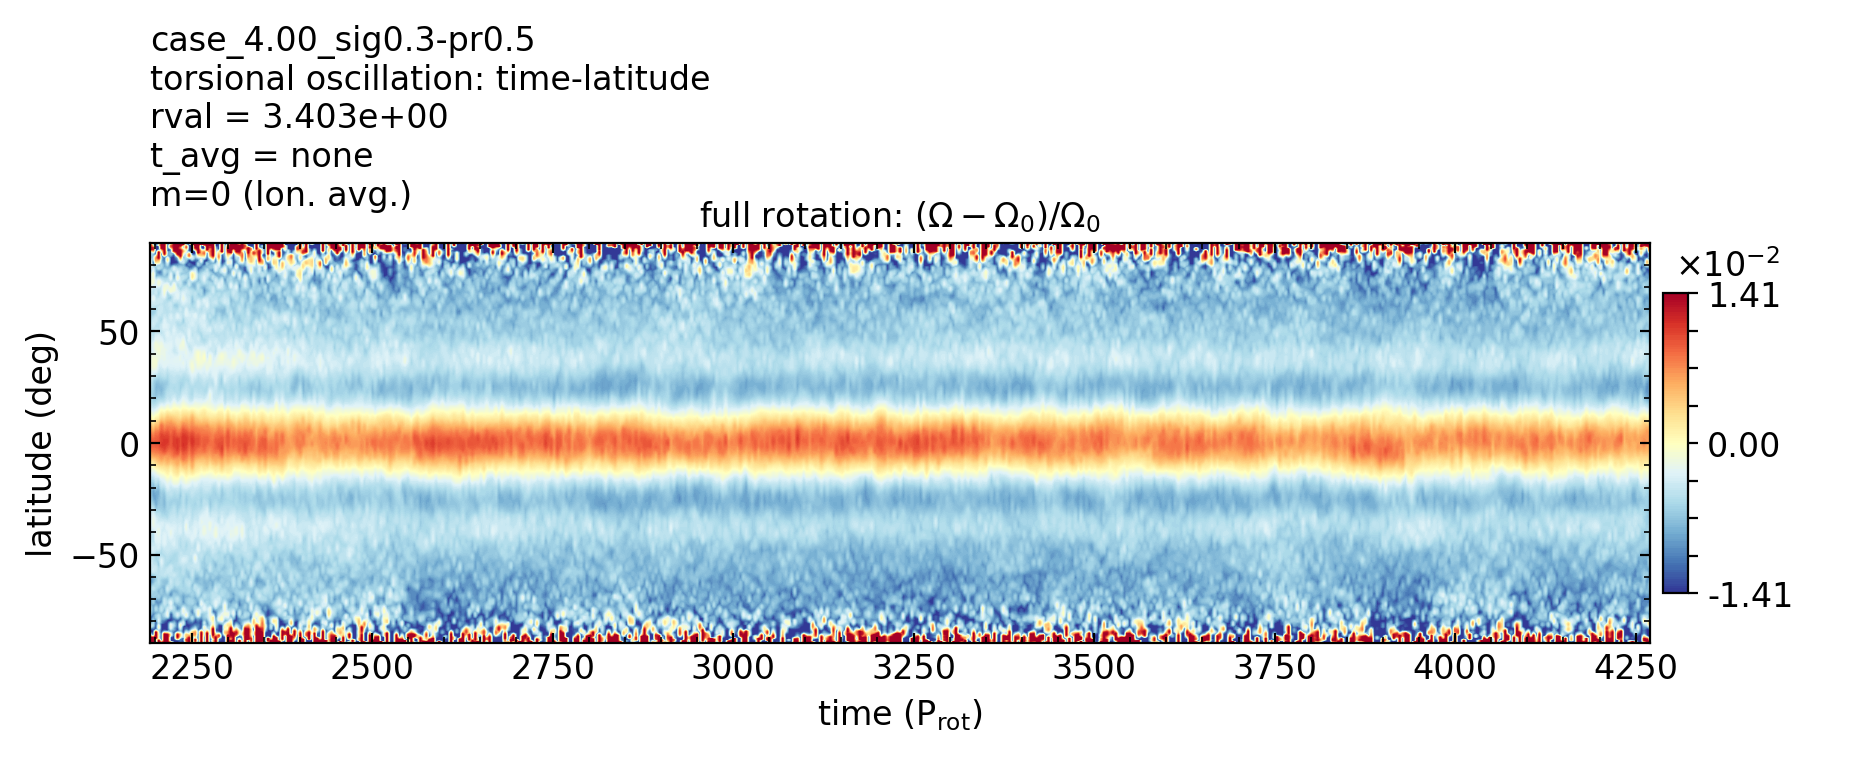 case_4.00_sig0.3-pr0.5
torsional oscillation: time-latitude
rval = 3.403e+00
t_avg = none
m=0 (lon. avg.)
full rotation: (Ω − Ω₀)/Ω₀
×10⁻²
1.41
0.00
-1.41
latitude (deg)
50
0
−50
2250 2500 2750 3000 3250 3500 3750 4000 4250
time (P_rot)